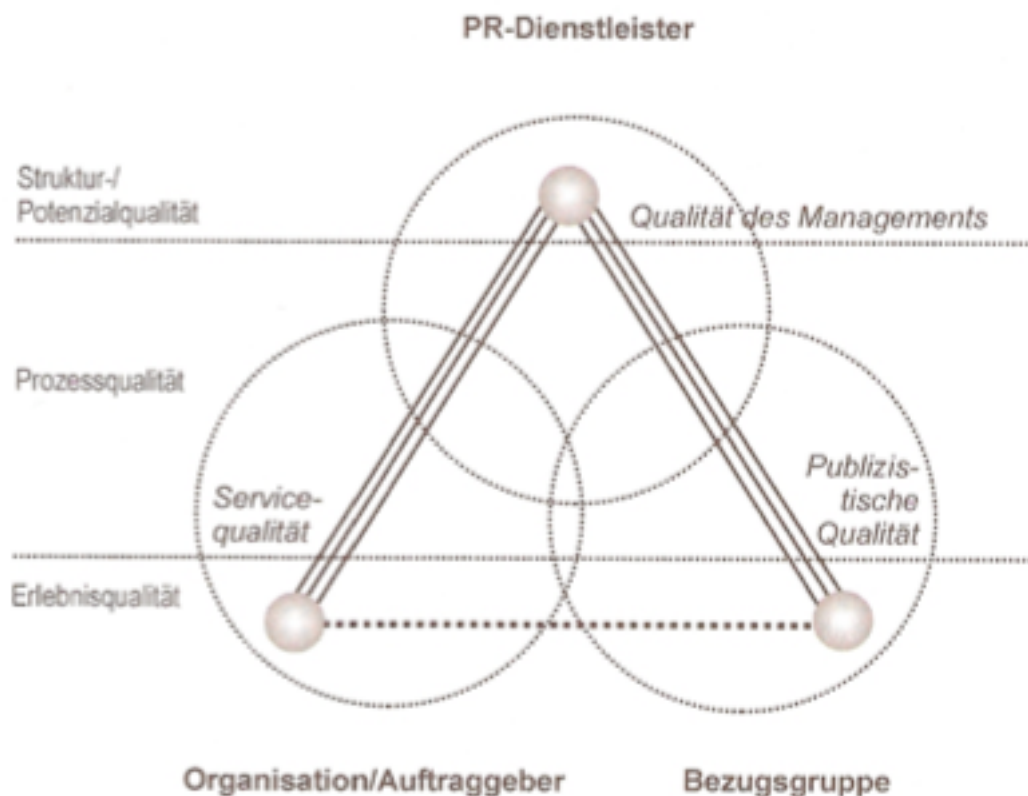 PR-Dienstleister
Struktur-/
Potenzialqualität
Qualität des Managements
Prozessqualität
Service-
qualität
Publizis-
tische
Qualität
Erlebnisqualität
Organisation/Auftraggeber
Bezugsgruppe